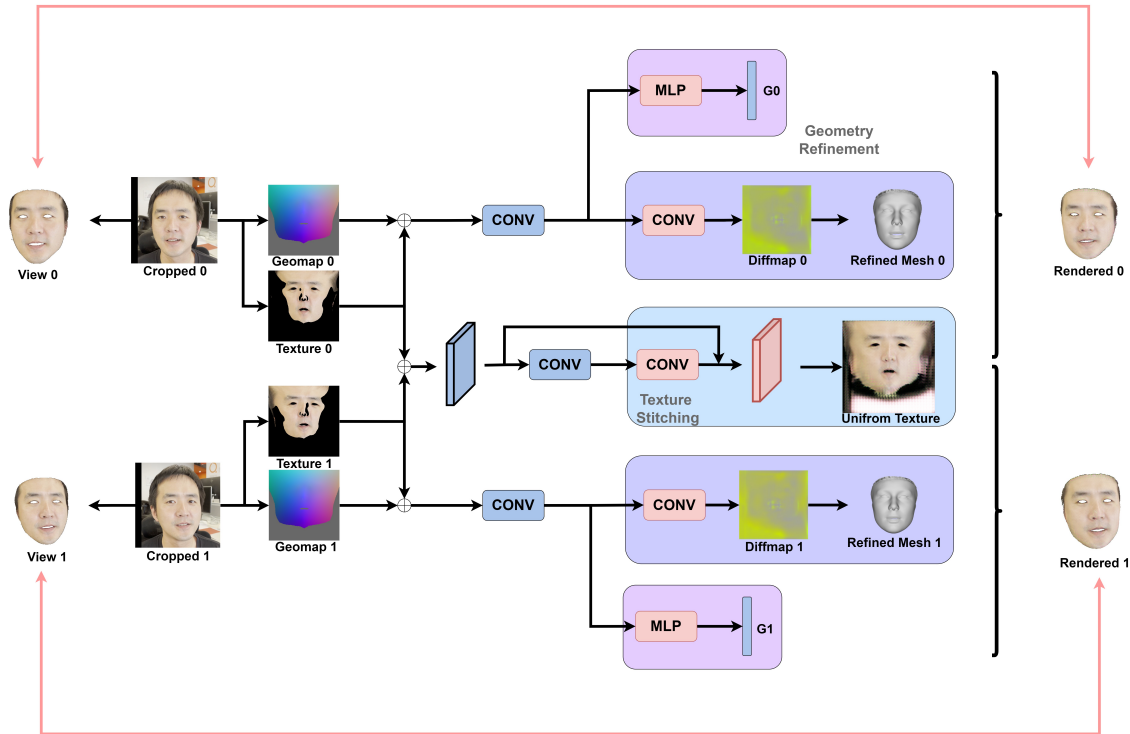 MLP
G0
Geometry
Refinement
CONV
CONV
View 0
Cropped 0
Geomap 0
Diffmap 0
Refined Mesh 0
Rendered 0
Texture 0
CONV
CONV
Texture
Stitching
Unifrom Texture
Texture 1
CONV
CONV
View 1
Cropped 1
Geomap 1
Diffmap 1
Refined Mesh 1
Rendered 1
MLP
G1